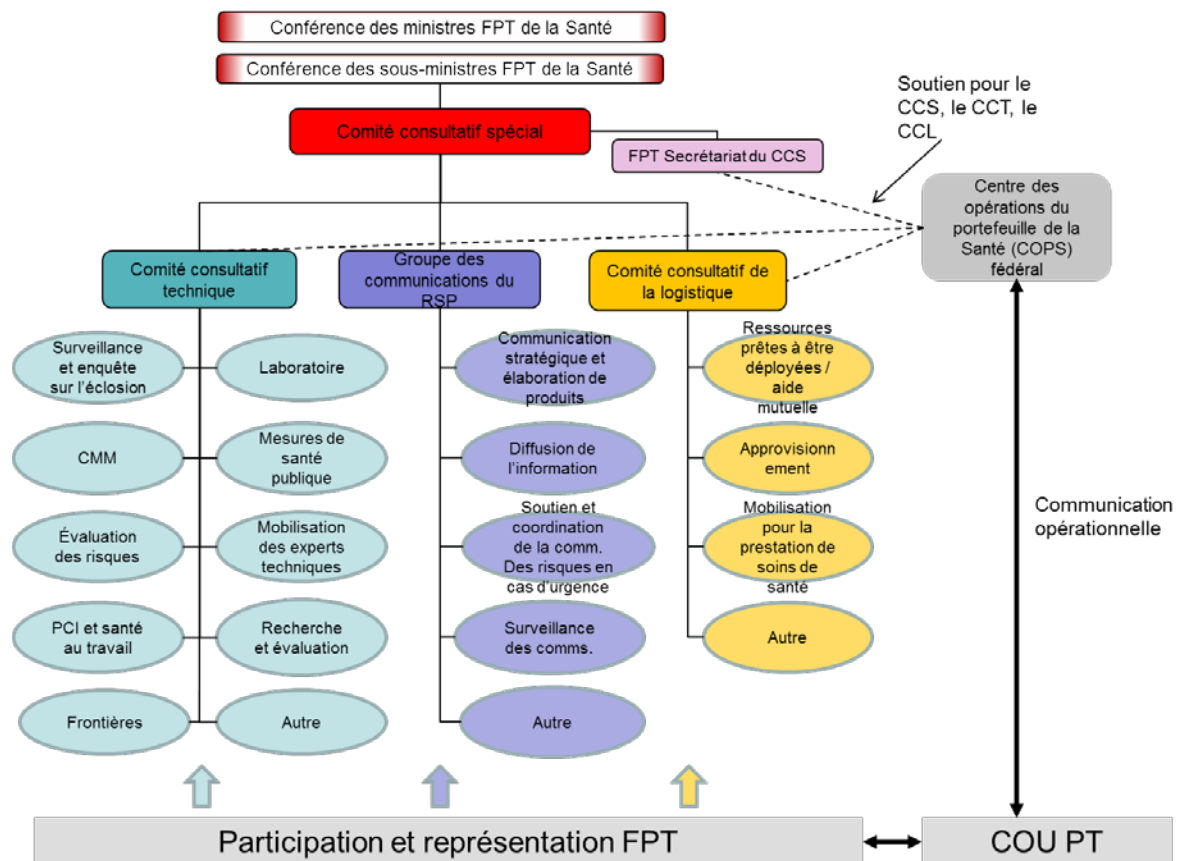 Conférence des ministres FPT de la Santé
Conférence des sous-ministres FPT de la Santé
Comité consultatif spécial
FPT Secrétariat du CCS
Soutien pour le
CCS, le CCT, le
CCL
Centre des
opérations du
portefeuille de la
Santé (COPS)
fédéral
Comité consultatif
technique
Groupe des
communications du
RSP
Comité consultatif de
la logistique
Surveillance
et enquête
sur l'éclosion
Laboratoire
CMM
Mesures de
santé
publique
Évaluation
des risques
Mobilisation
des experts
techniques
PCI et santé
au travail
Recherche
et évaluation
Frontières
Autre
Communication
stratégique et
élaboration de
produits
Diffusion de
l'information
Soutien et
coordination
de la comm.
Des risques en
cas d'urgence
Surveillance
des comms.
Autre
Ressources
prêtes à être
déployées /
aide
mutuelle
Approvisionn
ement
Mobilisation
pour la
prestation de
soins de
santé
Autre
Communication
opérationnelle
Participation et représentation FPT
COU PT